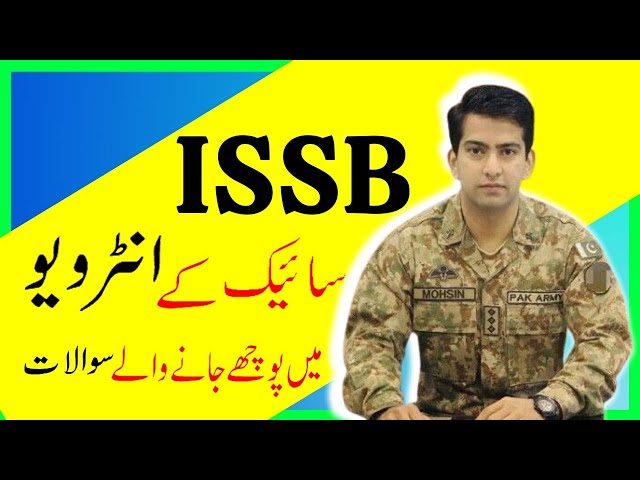 ISSB
سائیک کے انٹرویو
میں پوچھے جانے والے سوالات
MOHSIN
PAK ARMY